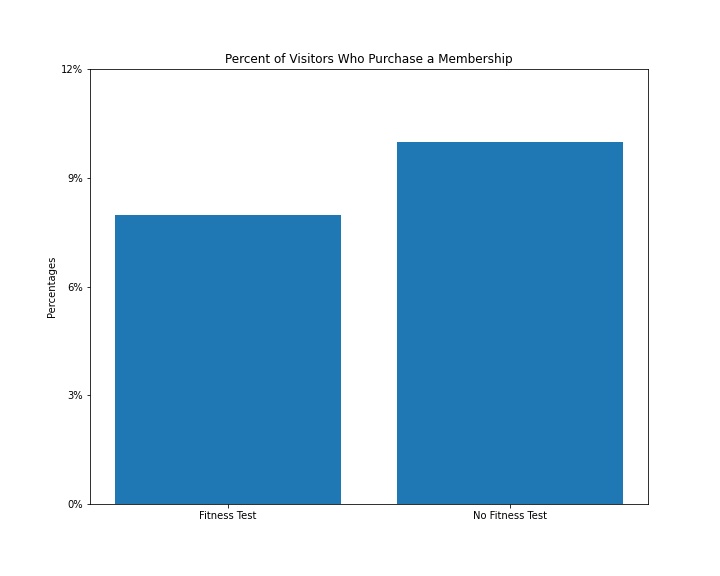 Percent of Visitors Who Purchase a Membership
12%
9%
6%
3%
0%
Percentages
Fitness Test
No Fitness Test